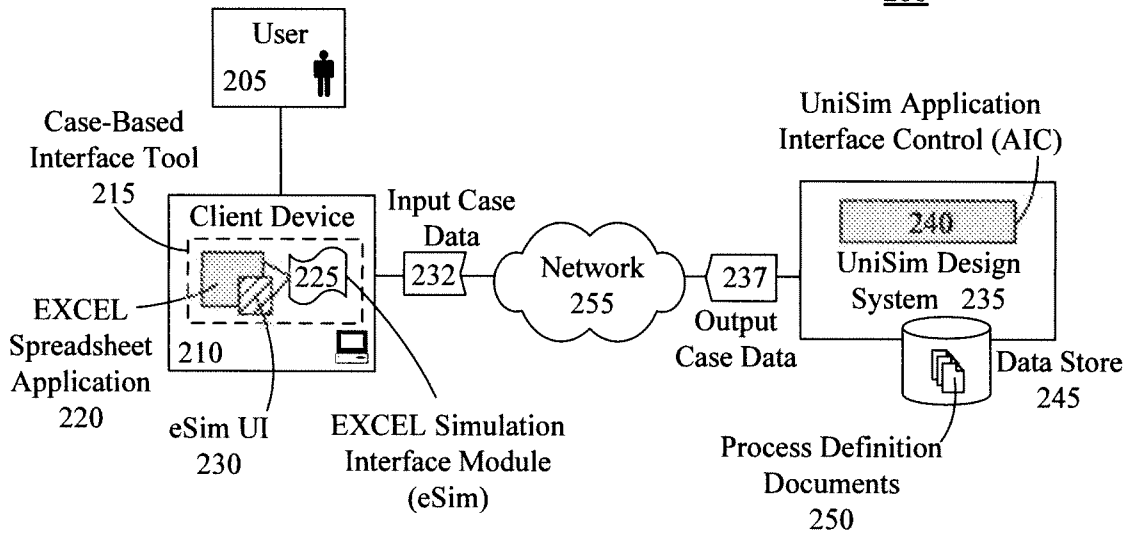 User
205
Case-Based
Interface Tool
215
Client Device
225
210
EXCEL
Spreadsheet
Application
220
eSim UI
230
EXCEL Simulation
Interface Module
(eSim)
Input Case
Data
232
Network
255
237
Output
Case Data
UniSim Application
Interface Control (AIC)
240
UniSim Design
System 235
Data Store
245
Process Definition
Documents
250